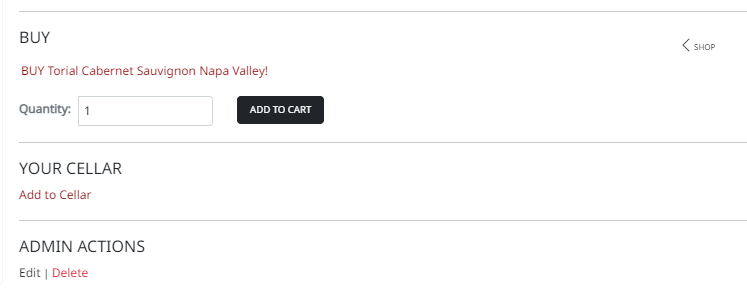 BUY
SHOP
BUY Torial Cabernet Sauvignon Napa Valley!
Quantity: 1 ADD TO CART
YOUR CELLAR
Add to Cellar
ADMIN ACTIONS
Edit | Delete